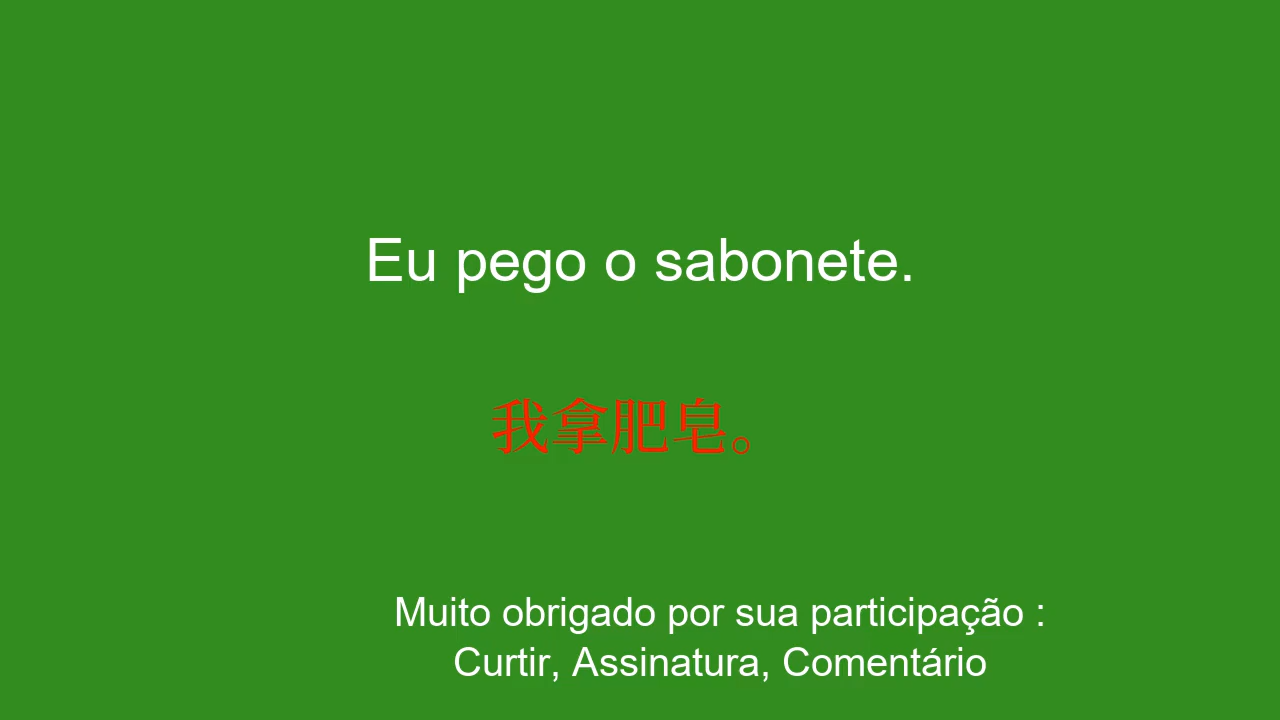 Eu pego o sabonete.
我拿肥皂。
Muito obrigado por sua participação :
Curtir, Assinatura, Comentário